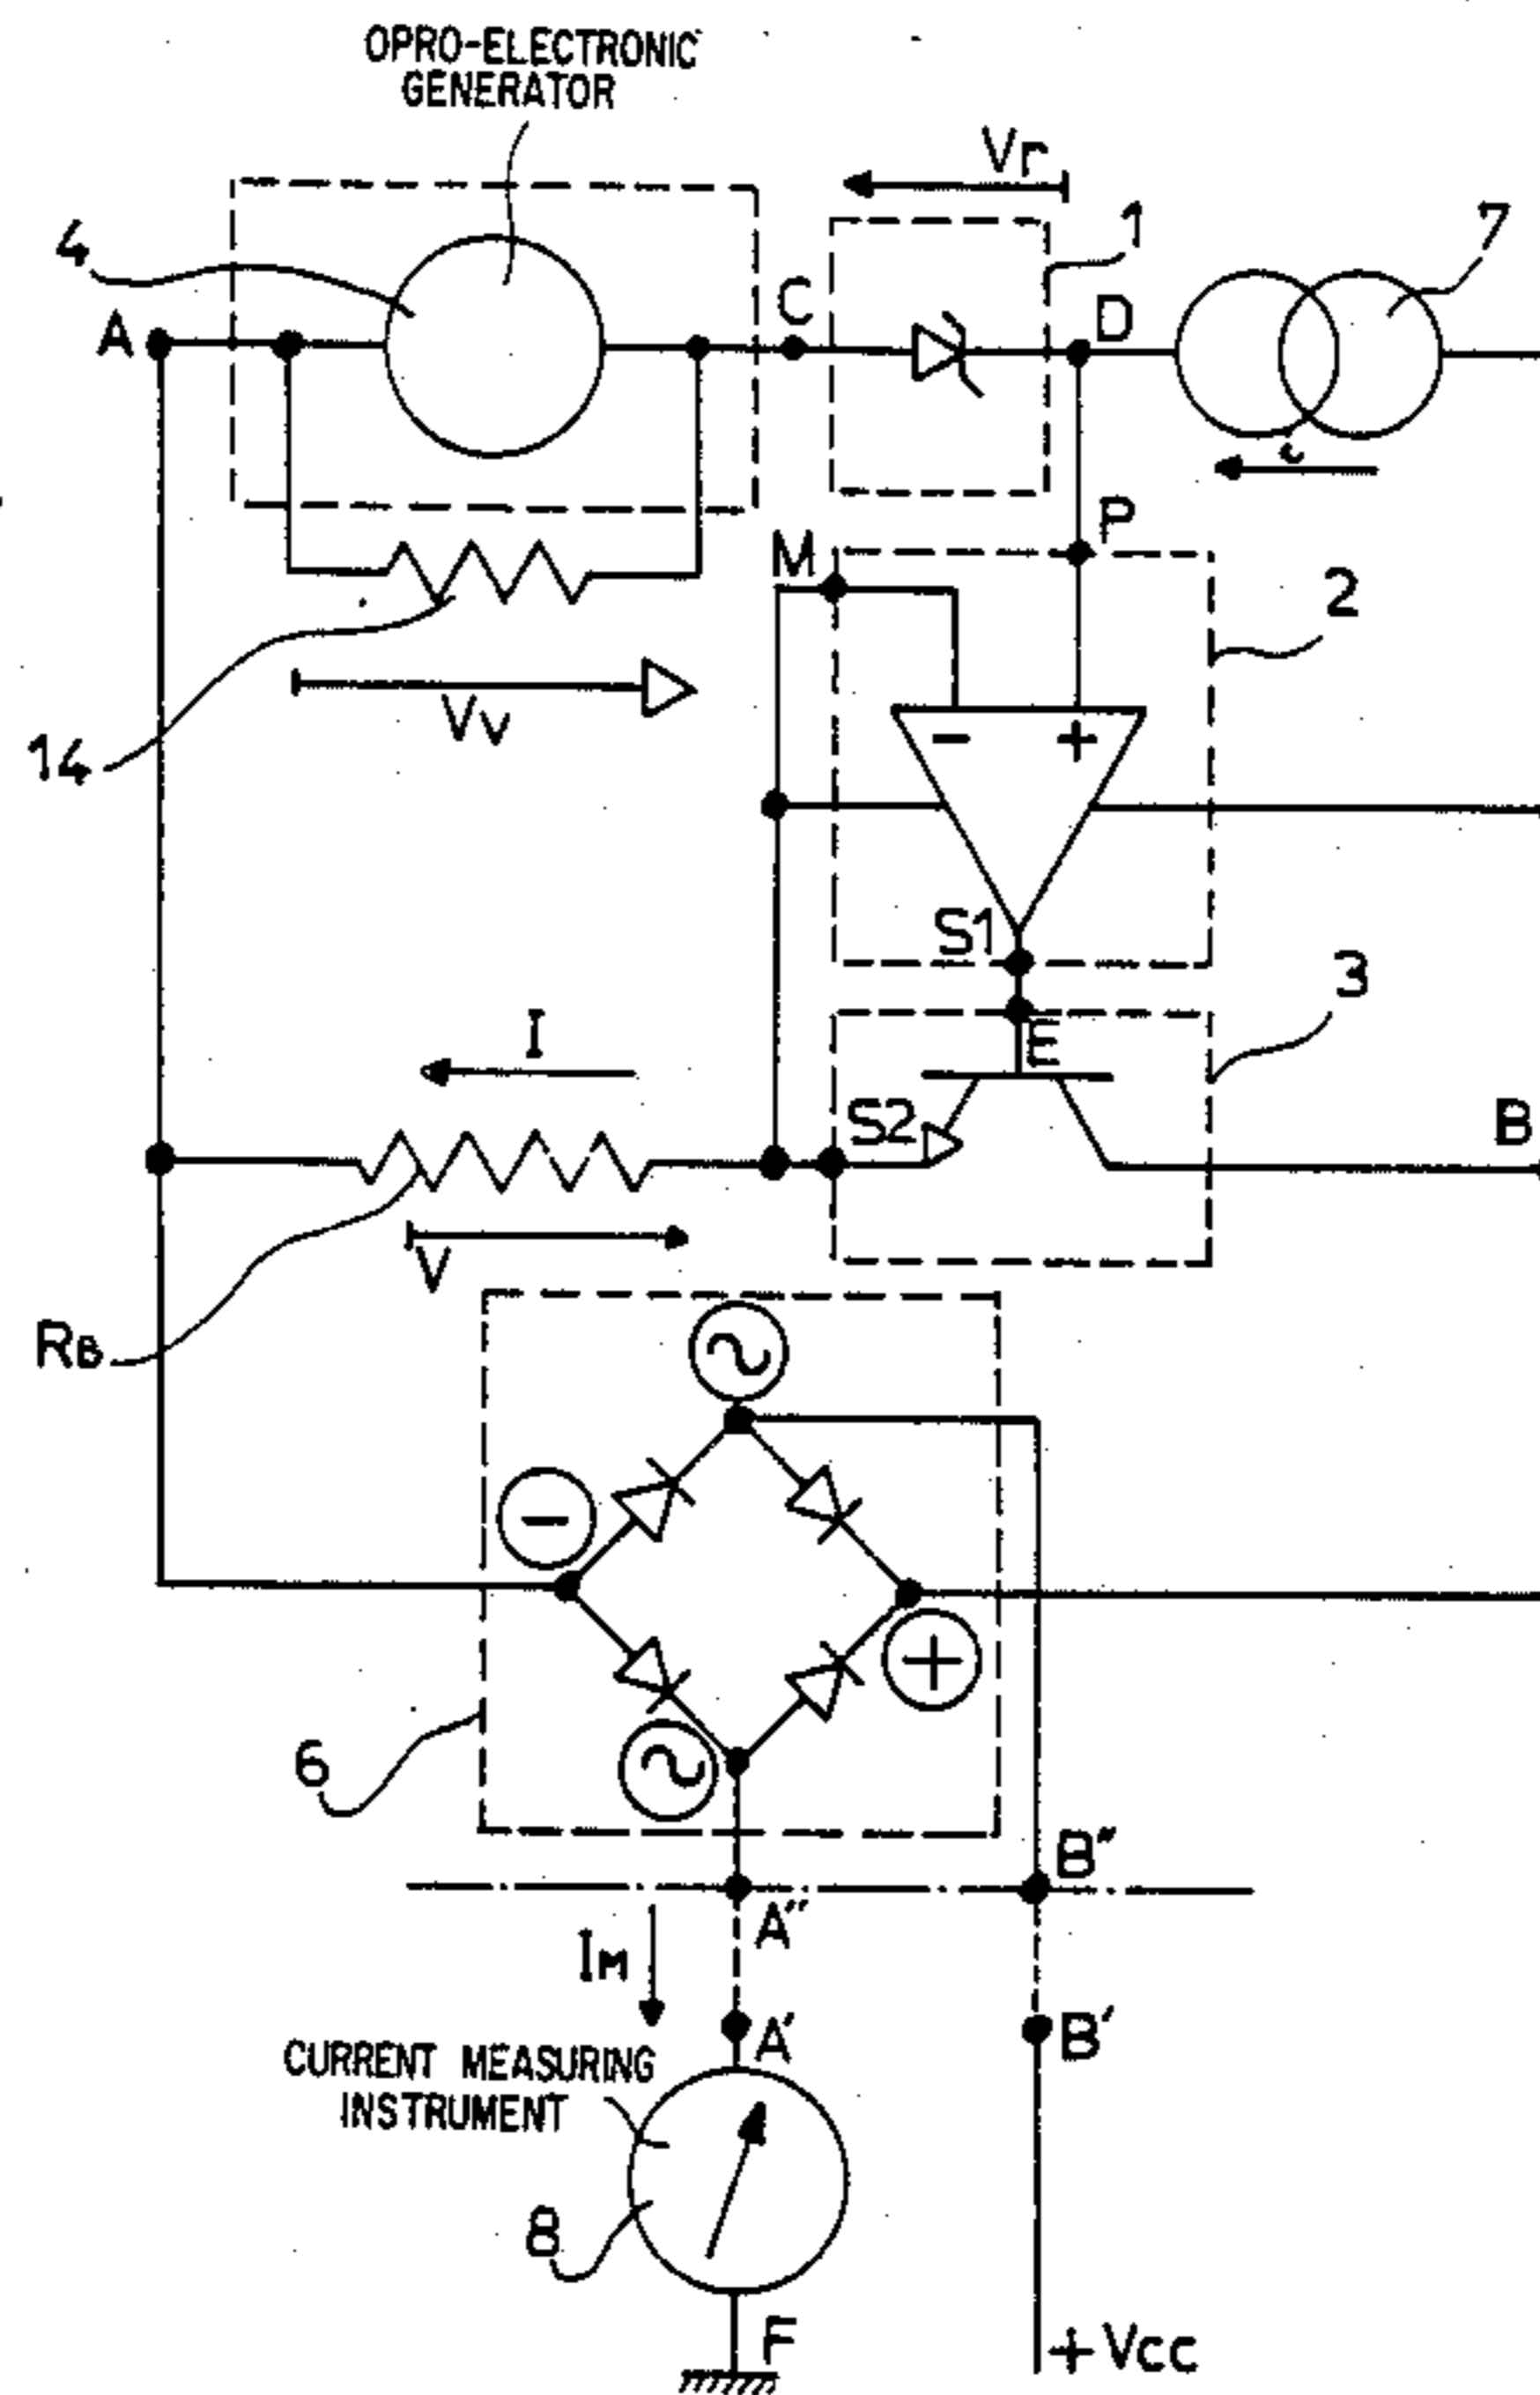 OPRO-ELECTRONIC
GENERATOR
Vr
4
1
7
A
C
D
i
P
M
2
Vv
14
- +
S1
3
I
E
S2
B
V
RB
-
+
6
B"
A"
IM
A'
B'
CURRENT MEASURING
INSTRUMENT
8
F
+Vcc